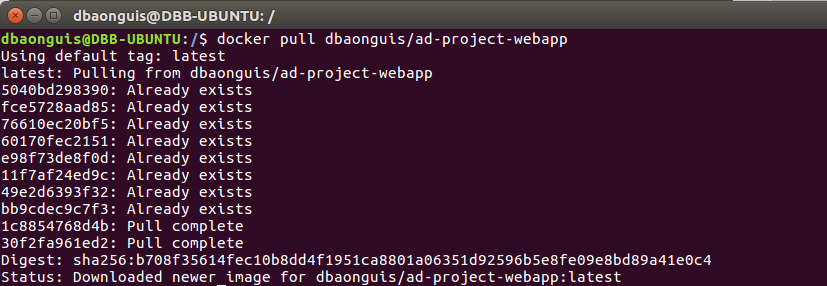 dbaonguis@DBB-UBUNTU: /
dbaonguis@DBB-UBUNTU:/$ docker pull dbaonguis/ad-project-webapp
Using default tag: latest
latest: Pulling from dbaonguis/ad-project-webapp
5040bd298390: Already exists
fce5728aad85: Already exists
76610ec20bf5: Already exists
60170fec2151: Already exists
e98f73de8f0d: Already exists
11f7af24ed9c: Already exists
49e2d6393f32: Already exists
bb9cdec9c7f3: Already exists
1c8854768d4b: Pull complete
30f2fa961ed2: Pull complete
Digest: sha256:b708f35614fec10b8dd4f1951ca8801a06351d92596b5e8fe09e8bd89a41e0c4
Status: Downloaded newer image for dbaonguis/ad-project-webapp:latest